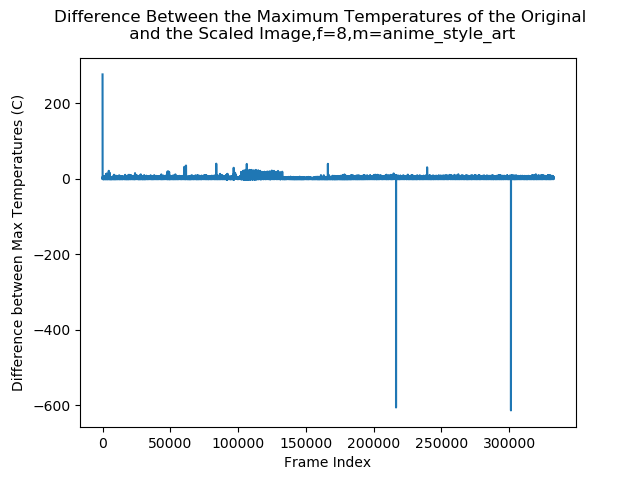 Difference Between the Maximum Temperatures of the Original
and the Scaled Image,f=8,m=anime_style_art
Difference between Max Temperatures (C)
200
0
−200
−400
−600
0 50000 100000 150000 200000 250000 300000
Frame Index